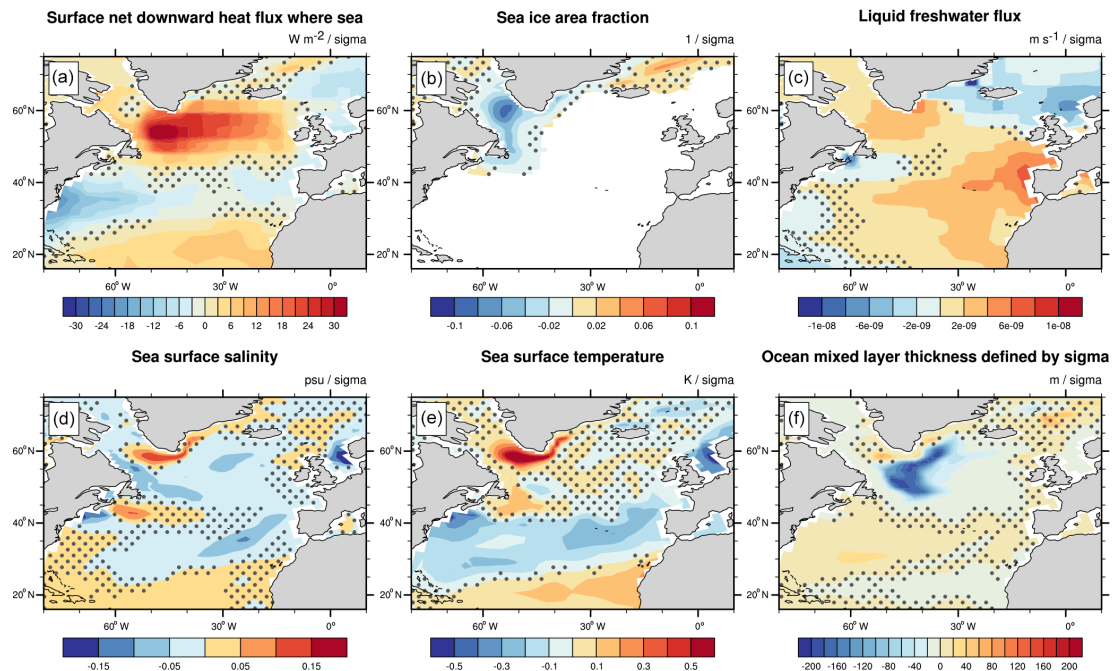 Surface net downward heat flux where sea
W m-2 / sigma
(a)
60° N
40° N
20° N
60° W
0°
-30 -24 -18 -12 -6 0 6 12 18 24 30
Sea ice area fraction
1 / sigma
(b)
60° N
40° N
20° N
60° W
0°
-0.1 -0.06 -0.02 0.02 0.06 0.1
Liquid freshwater flux
m s-1 / sigma
(c)
60° N
40° N
20° N
60° W
0°
-1e-08 -6e-09 -2e-09 2e-09 6e-09 1e-08
Sea surface salinity
psu / sigma
(d)
60° N
40° N
20° N
60° W
0°
-0.15 -0.05 0.05 0.15
Sea surface temperature
K / sigma
(e)
60° N
40° N
20° N
60° W
0°
-0.5 -0.3 -0.1 0.1 0.3 0.5
Ocean mixed layer thickness defined by sigma
m / sigma
(f)
60° N
40° N
20° N
60° W
0°
-200 -160 -120 -80 -40 0 40 80 120 160 200